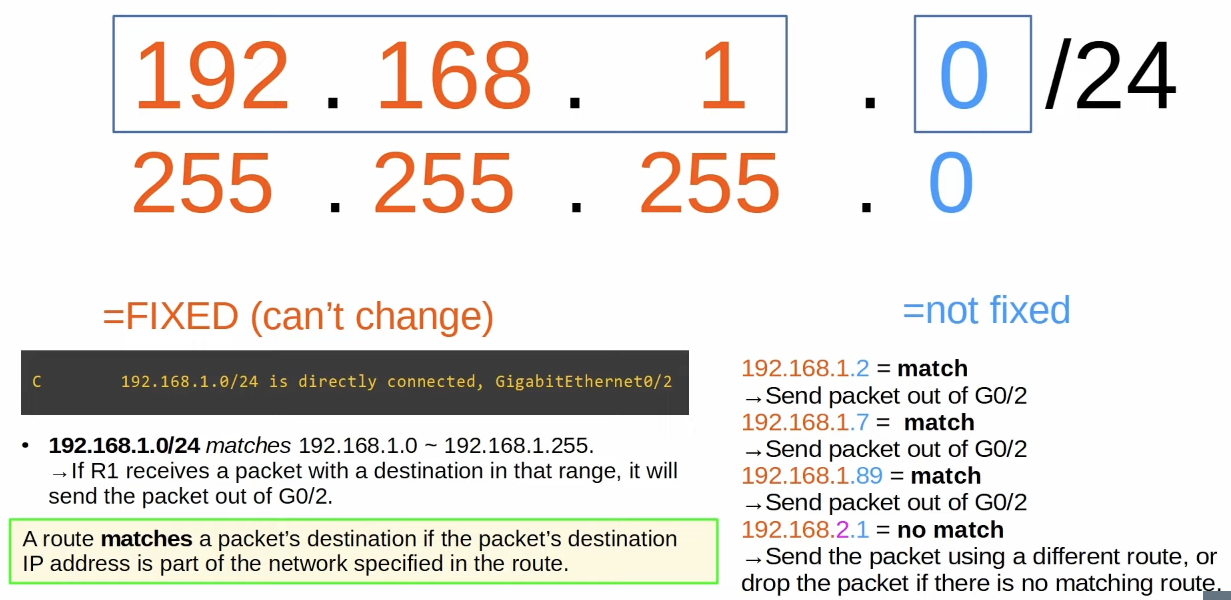 192 . 168 . 1 . 0 /24
255 . 255 . 255 . 0
=FIXED (can't change)
=not fixed
C 192.168.1.0/24 is directly connected, GigabitEthernet0/2
• 192.168.1.0/24 matches 192.168.1.0 ~ 192.168.1.255.
→If R1 receives a packet with a destination in that range, it will
send the packet out of G0/2.
A route matches a packet's destination if the packet's destination
IP address is part of the network specified in the route.
192.168.1.2 = match
→Send packet out of G0/2
192.168.1.7 = match
→Send packet out of G0/2
192.168.1.89 = match
→Send packet out of G0/2
192.168.2.1 = no match
→Send the packet using a different route, or
drop the packet if there is no matching route.